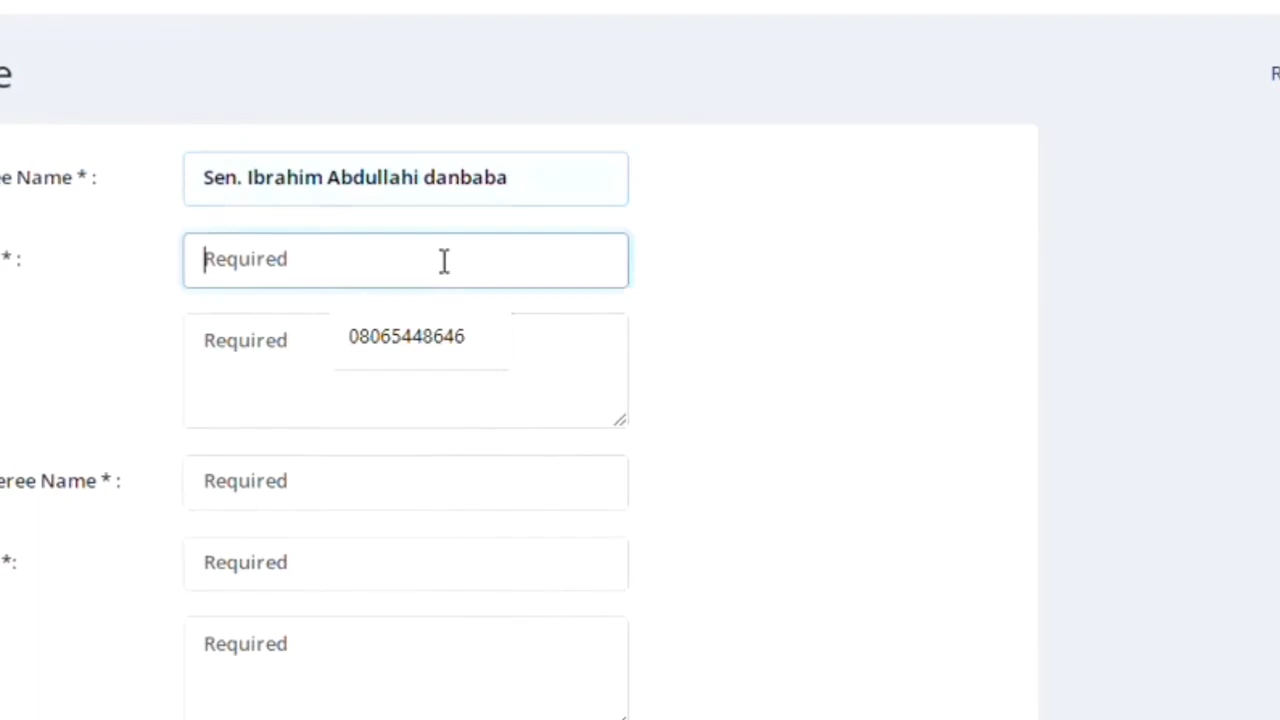 e
R
ee Name * :
Sen. Ibrahim Abdullahi danbaba
* :
Required
Required
08065448646
eree Name * :
Required
*:
Required
Required